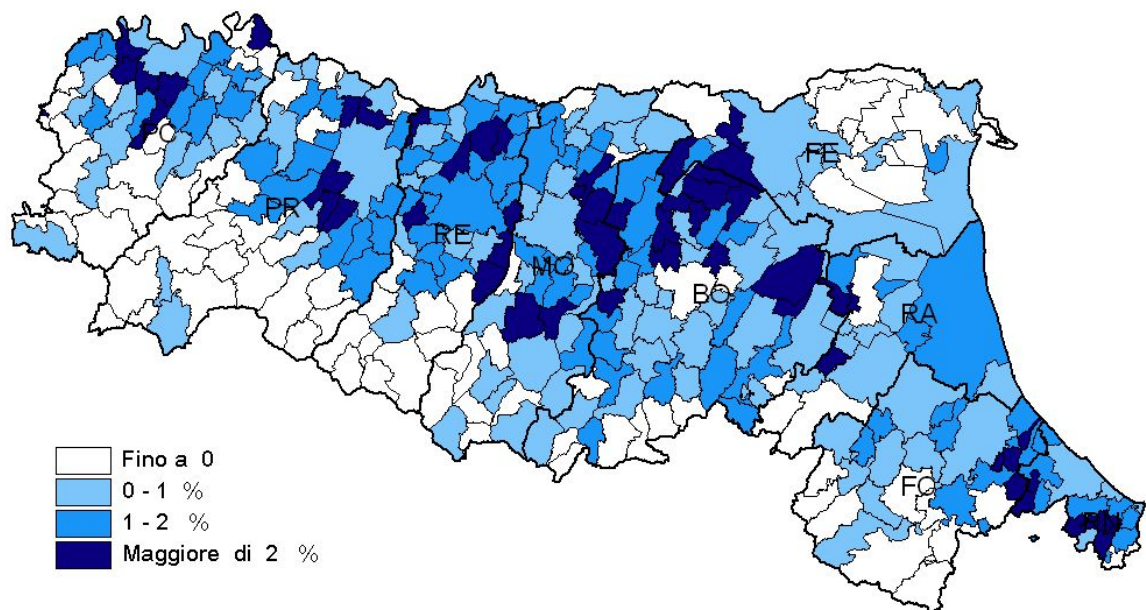 PC
FE
PR
RE
MO
BO
RA
FC
RN
Fino a 0
0 - 1 %
1 - 2 %
Maggiore di 2 %